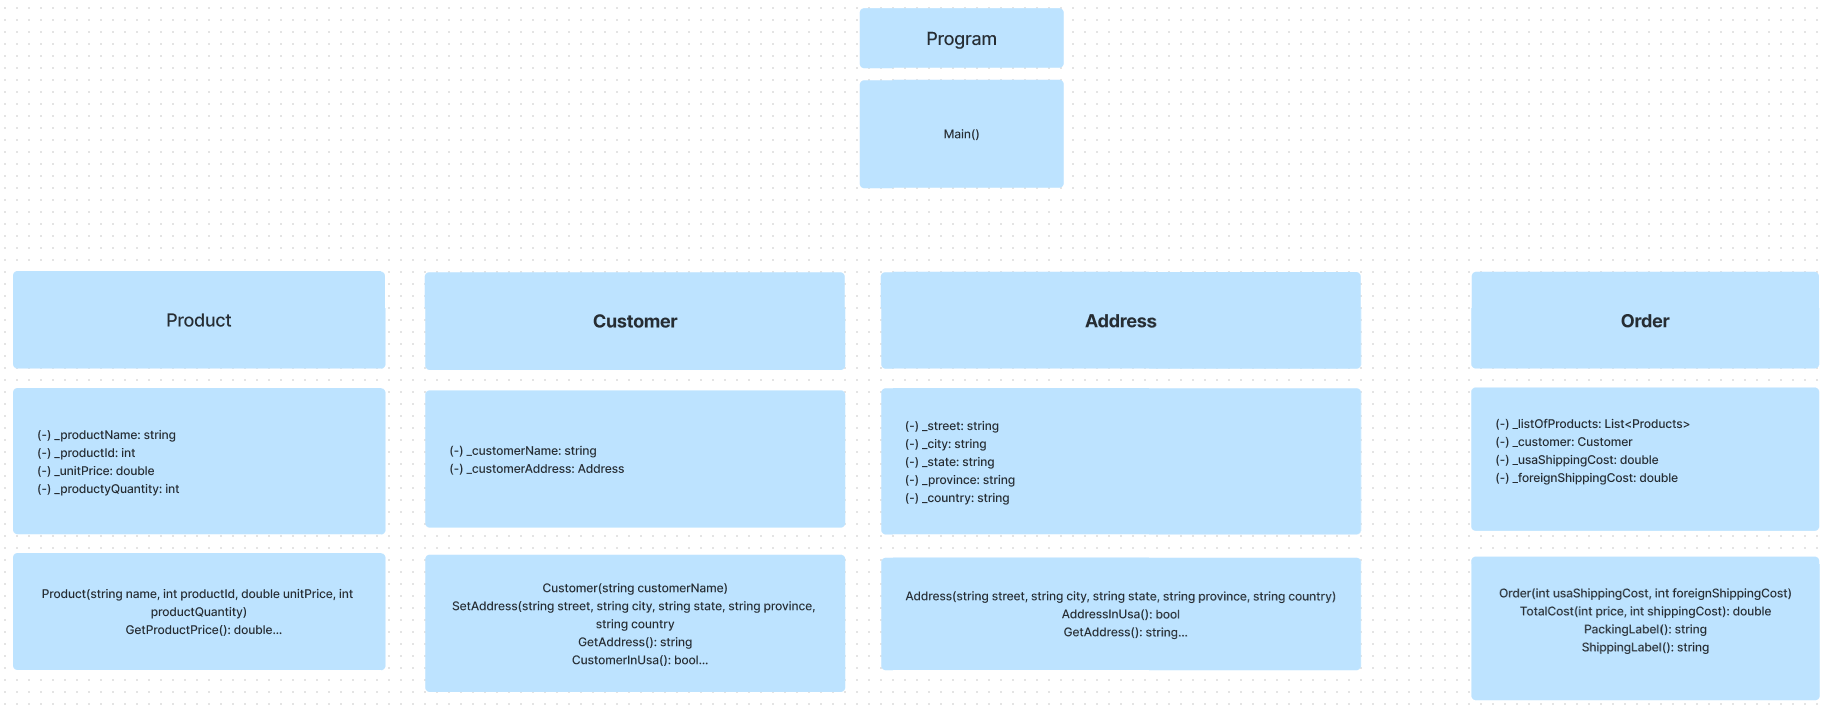 Program
Main()
Product
(-) _productName: string
(-) _productId: int
(-) _unitPrice: double
(-) _productyQuantity: int
Product(string name, int productId, double unitPrice, int
productQuantity)
GetProductPrice(): double...
Customer
(-) _customerName: string
(-) _customerAddress: Address
Customer(string customerName)
SetAddress(string street, string city, string state, string province,
string country
GetAddress(): string
CustomerInUsa(): bool...
Address
(-) _street: string
(-) _city: string
(-) _state: string
(-) _province: string
(-) _country: string
Address(string street, string city, string state, string province, string country)
AddressInUsa(): bool
GetAddress(): string...
Order
(-) _listOfProducts: List<Products>
(-) _customer: Customer
(-) _usaShippingCost: double
(-) _foreignShippingCost: double
Order(int usaShippingCost, int foreignShippingCost)
TotalCost(int price, int shippingCost): double
PackingLabel(): string
ShippingLabel(): string